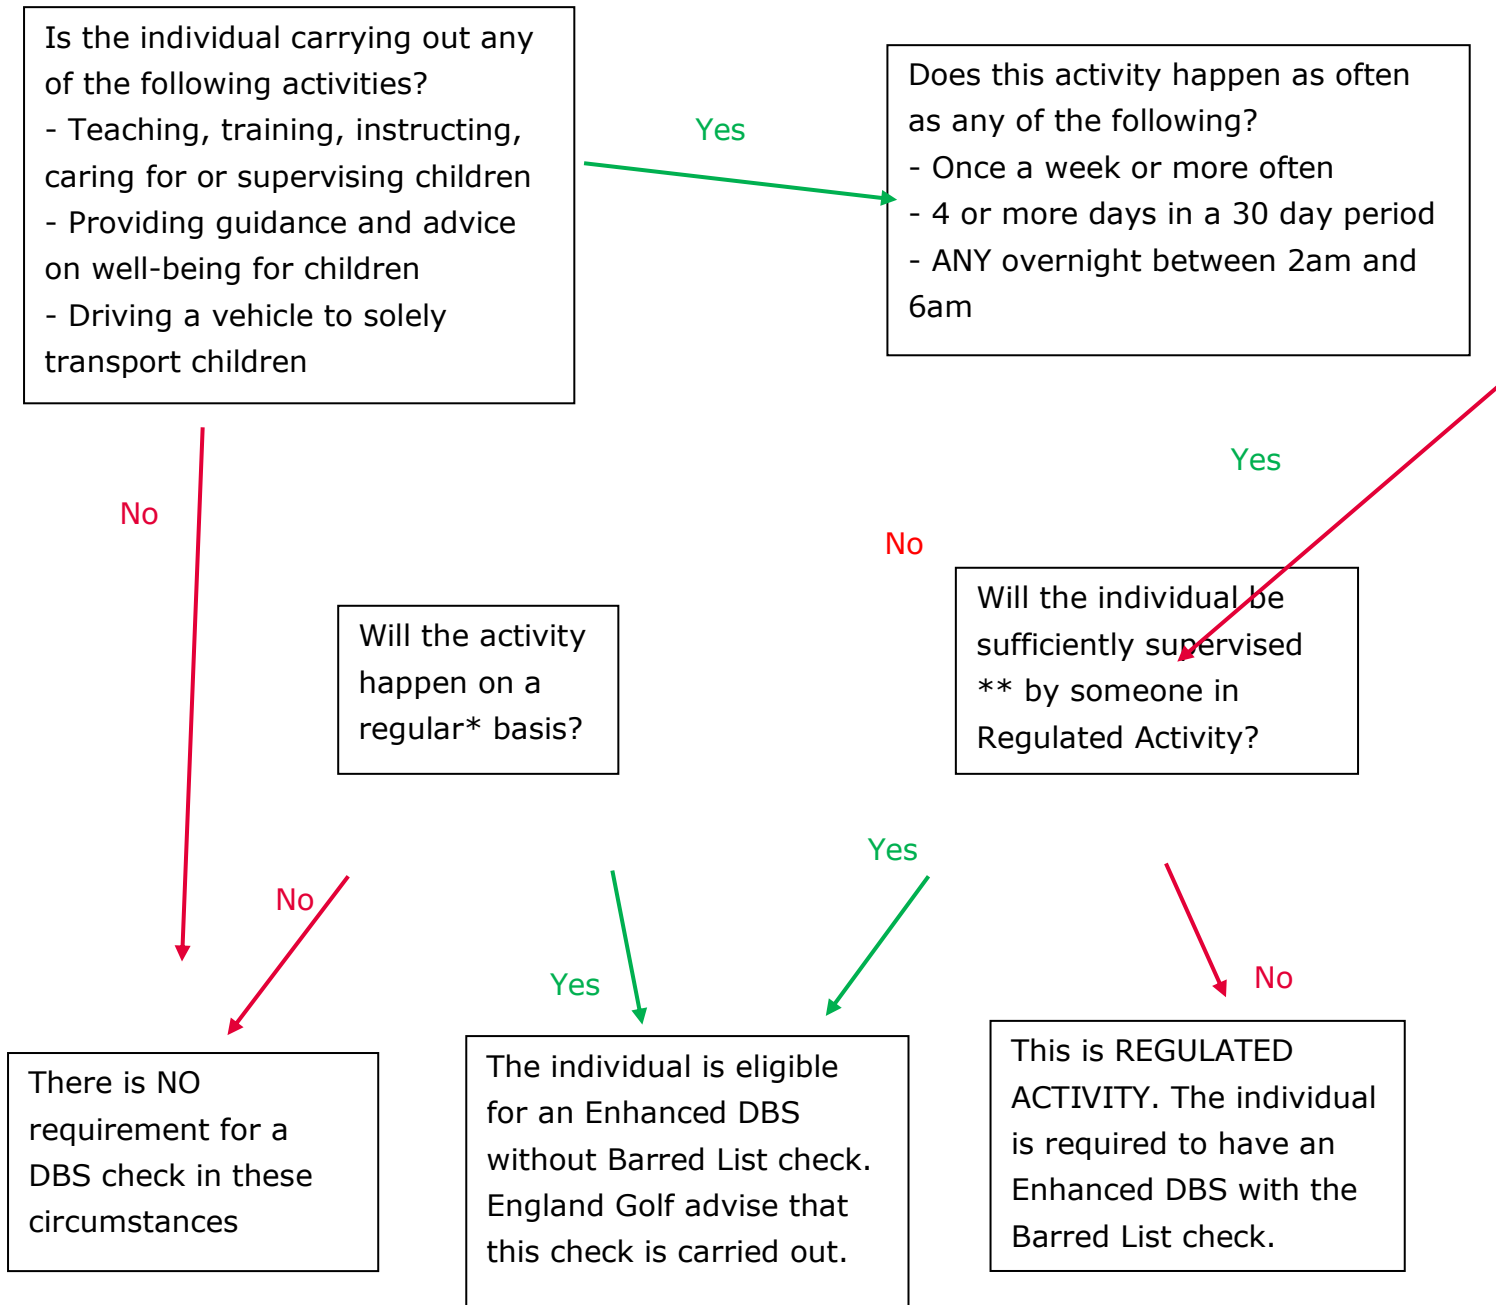 Is the individual carrying out any
of the following activities?
- Teaching, training, instructing,
caring for or supervising children
- Providing guidance and advice
on well-being for children
- Driving a vehicle to solely
transport children
Yes
Does this activity happen as often
as any of the following?
- Once a week or more often
- 4 or more days in a 30 day period
- ANY overnight between 2am and
6am
No
Yes
No
Will the activity
happen on a
regular* basis?
Will the individual be
sufficiently supervised
** by someone in
Regulated Activity?
No
Yes
Yes
No
There is NO
requirement for a
DBS check in these
circumstances
The individual is eligible
for an Enhanced DBS
without Barred List check.
England Golf advise that
this check is carried out.
This is REGULATED
ACTIVITY. The individual
is required to have an
Enhanced DBS with the
Barred List check.